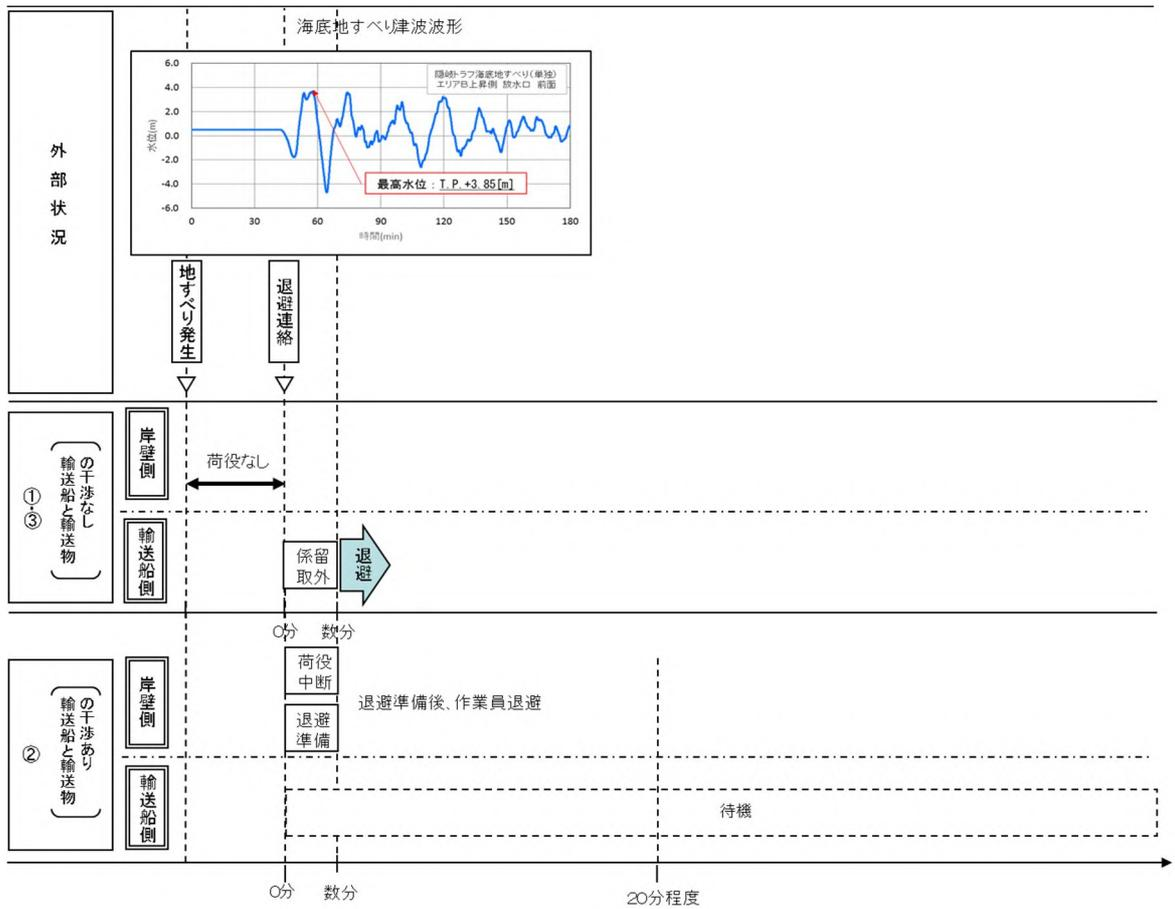 海底地すべり津波波形
隠岐トラフ海底地すべり(単独)
エリアB上昇側 放水口 前面
6.0
4.0
2.0
0.0
-2.0
-4.0
-6.0
水位(m)
最高水位：T.P.+3.85[m]
0 30 60 90 120 150 180
時間(min)
外部状況
地すべり発生
退避連絡
①・③
輸送船と輸送物
の干渉なし
岸壁側
荷役なし
輸送船側
係留
取外
退避
0分 数分
②
輸送船と輸送物
の干渉あり
岸壁側
荷役
中断
退避
準備
退避準備後、作業員退避
輸送船側
待機
0分 数分 20分程度